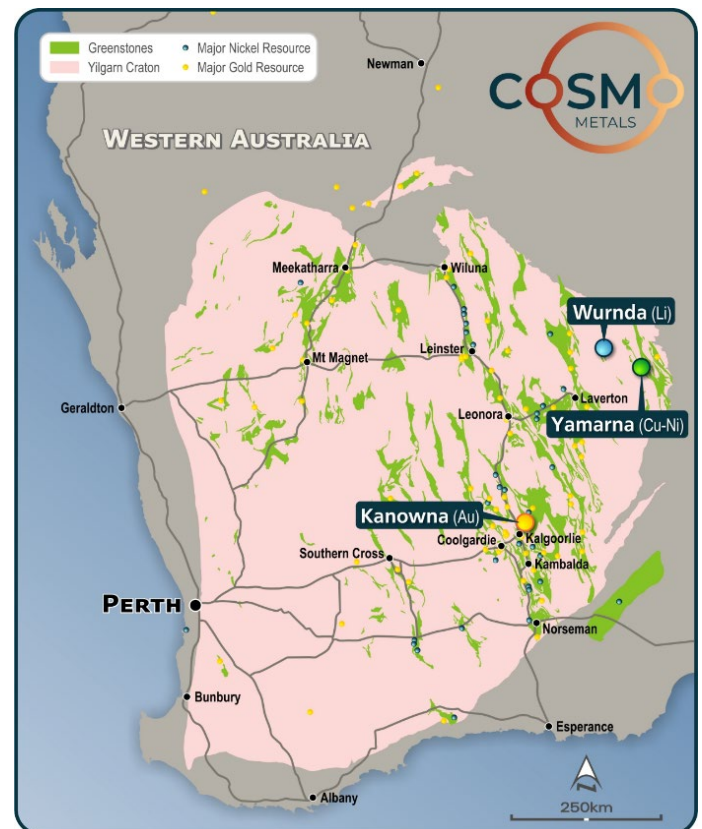 Greenstones
Major Nickel Resource
Yilgarn Craton
Major Gold Resource
Newman
COSMO
METALS
WESTERN AUSTRALIA
Meekatharra
Wiluna
Wurnda (Li)
Leinster
Mt Magnet
Laverton
Geraldton
Leonora
Yamarna (Cu-Ni)
Kanowna (Au)
Coolgardie
Kalgoorlie
Southern Cross
Kambalda
PERTH
Norseman
Bunbury
Esperance
N
Albany
250km